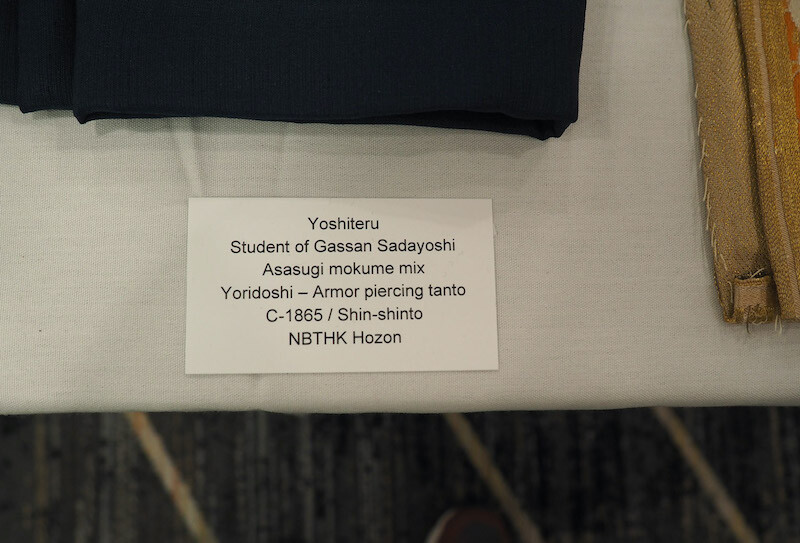 Yoshiteru
Student of Gassan Sadayoshi
Asasugi mokume mix
Yoridoshi – Armor piercing tanto
C-1865 / Shin-shinto
NBTHK Hozon